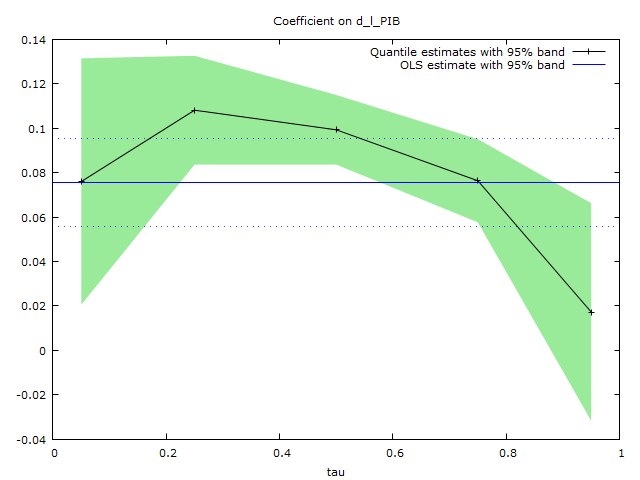 Coefficient on d_l_PIB
Quantile estimates with 95% band
OLS estimate with 95% band
0.14
0.12
0.1
0.08
0.06
0.04
0.02
0
-0.02
-0.04
0 0.2 0.4 0.6 0.8 1
tau